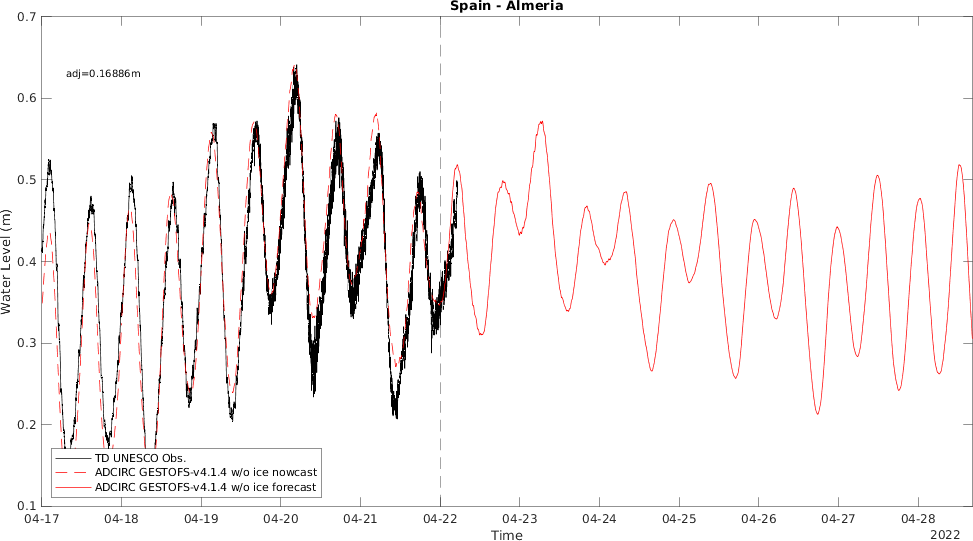 Spain - Almeria
adj=0.16886m
Water Level (m)
0.7
0.6
0.5
0.4
0.3
0.2
0.1
TD UNESCO Obs.
ADCIRC GESTOFS-v4.1.4 w/o ice nowcast
ADCIRC GESTOFS-v4.1.4 w/o ice forecast
04-17 04-18 04-19 04-20 04-21 04-22 04-23 04-24 04-25 04-26 04-27 04-28
Time
2022